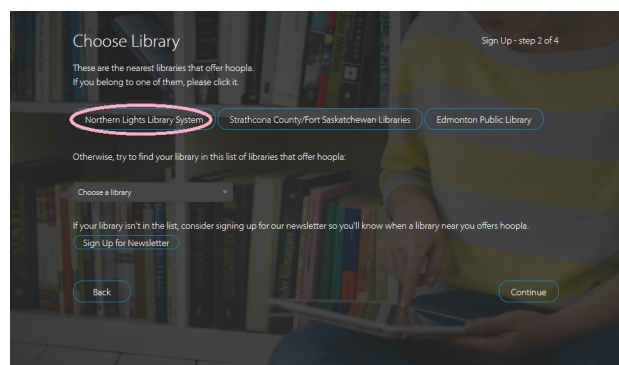 Choose Library
Sign Up - step 2 of 4
These are the nearest libraries that offer hoopla.
If you belong to one of them, please click it.
Northern Lights Library System
Strathcona County/Fort Saskatchewan Libraries
Edmonton Public Library
Otherwise, try to find your library in this list of libraries that offer hoopla:
Choose a library
If your library isn't in the list, consider signing up for our newsletter so you'll know when a library near you offers hoopla.
Sign Up for Newsletter
Back
Continue